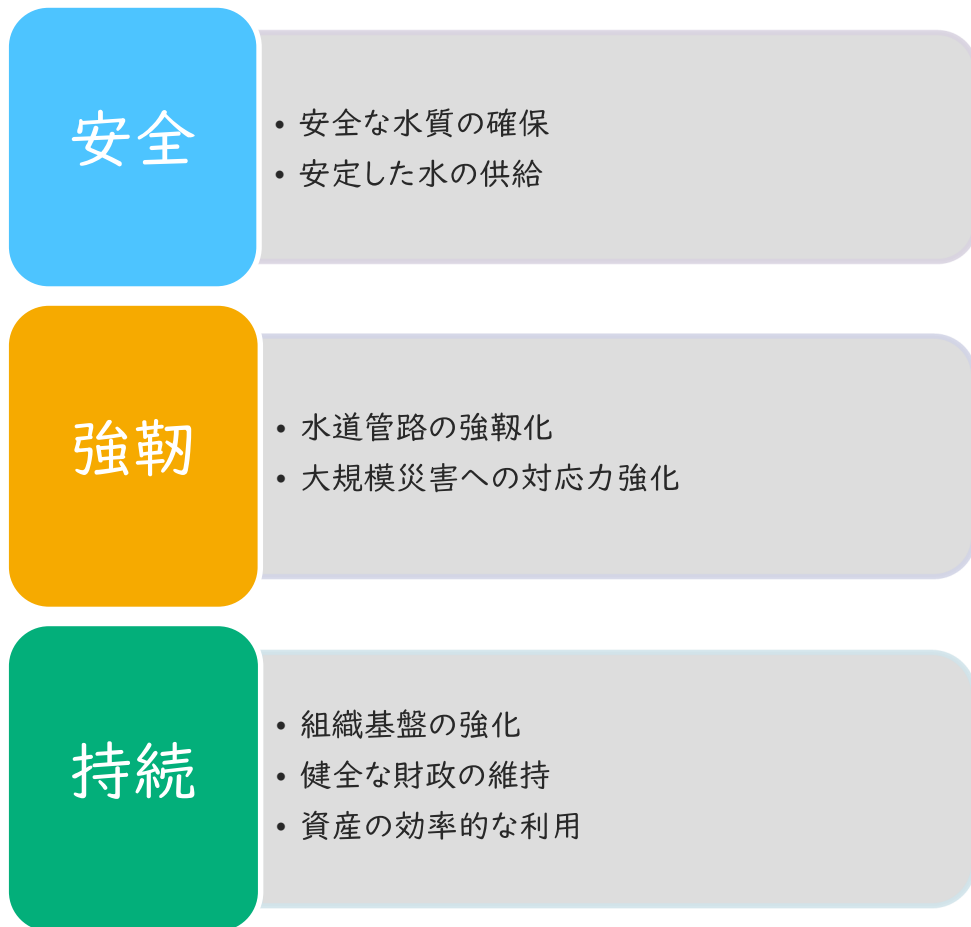 安全
• 安全な水質の確保
• 安定した水の供給
強靭
• 水道管路の強靭化
• 大規模災害への対応力強化
持続
• 組織基盤の強化
• 健全な財政の維持
• 資産の効率的な利用